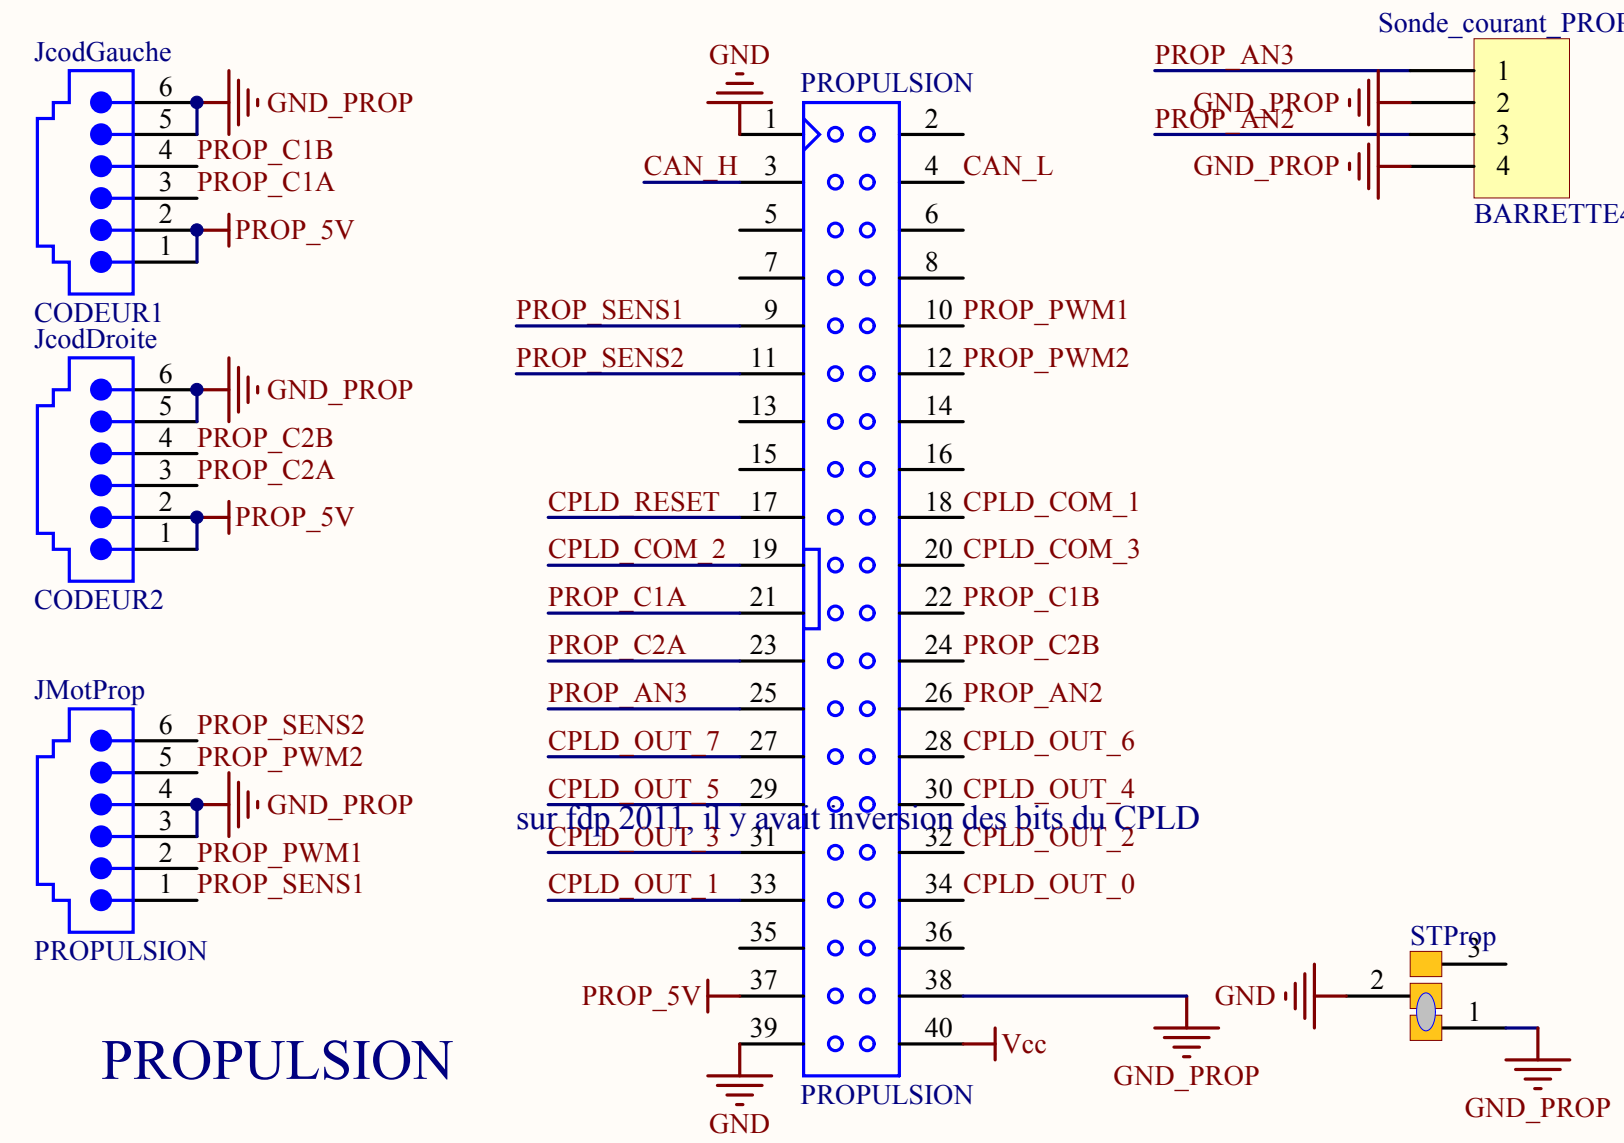 JcodGauche
6
5
GND_PROP
4
PROP_C1B
3
PROP_C1A
2
PROP_5V
1
CODEUR1
JcodDroite
6
5
GND_PROP
4
PROP_C2B
3
PROP_C2A
2
PROP_5V
1
CODEUR2
JMotProp
6
PROP_SENS2
5
PROP_PWM2
4
GND_PROP
3
2
PROP_PWM1
1
PROP_SENS1
PROPULSION
PROPULSION
GND
PROPULSION
1 2
CAN_H 3 4 CAN_L
5 6
7 8
PROP_SENS1 9 10 PROP_PWM1
PROP_SENS2 11 12 PROP_PWM2
13 14
15 16
CPLD_RESET 17 18 CPLD_COM_1
CPLD_COM_2 19 20 CPLD_COM_3
PROP_C1A 21 22 PROP_C1B
PROP_C2A 23 24 PROP_C2B
PROP_AN3 25 26 PROP_AN2
CPLD_OUT_7 27 28 CPLD_OUT_6
CPLD_OUT_5 29 30 CPLD_OUT_4
sur fdp 2011, il y avait inversion des bits du CPLD
CPLD_OUT_3 31 32 CPLD_OUT_2
CPLD_OUT_1 33 34 CPLD_OUT_0
35 36
PROP_5V 37 38
39 40 Vcc
GND_PROP
GND
PROPULSION
Sonde_courant_PROP
PROP_AN3 1
GND_PROP 2
PROP_AN2 3
GND_PROP 4
BARRETTE4
STProp
3
GND 2
1
GND_PROP